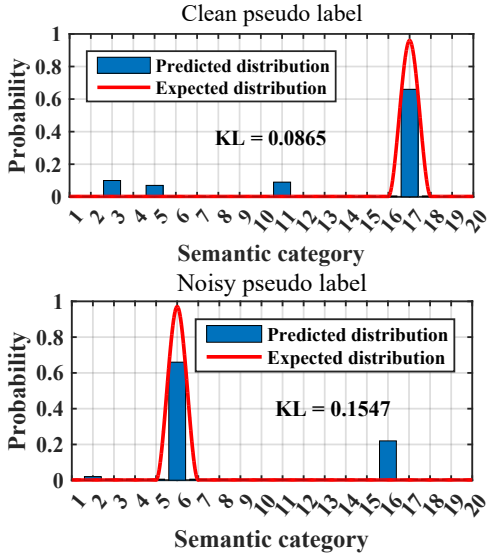 Clean pseudo label
1
0.8
0.6
0.4
0.2
0
Probability
Predicted distribution
Expected distribution
KL = 0.0865
1 2 3 4 5 6 7 8 9 10 11 12 13 14 15 16 17 18 19 20
Semantic category
Noisy pseudo label
1
0.8
0.6
0.4
0.2
0
Probability
Predicted distribution
Expected distribution
KL = 0.1547
1 2 3 4 5 6 7 8 9 10 11 12 13 14 15 16 17 18 19 20
Semantic category